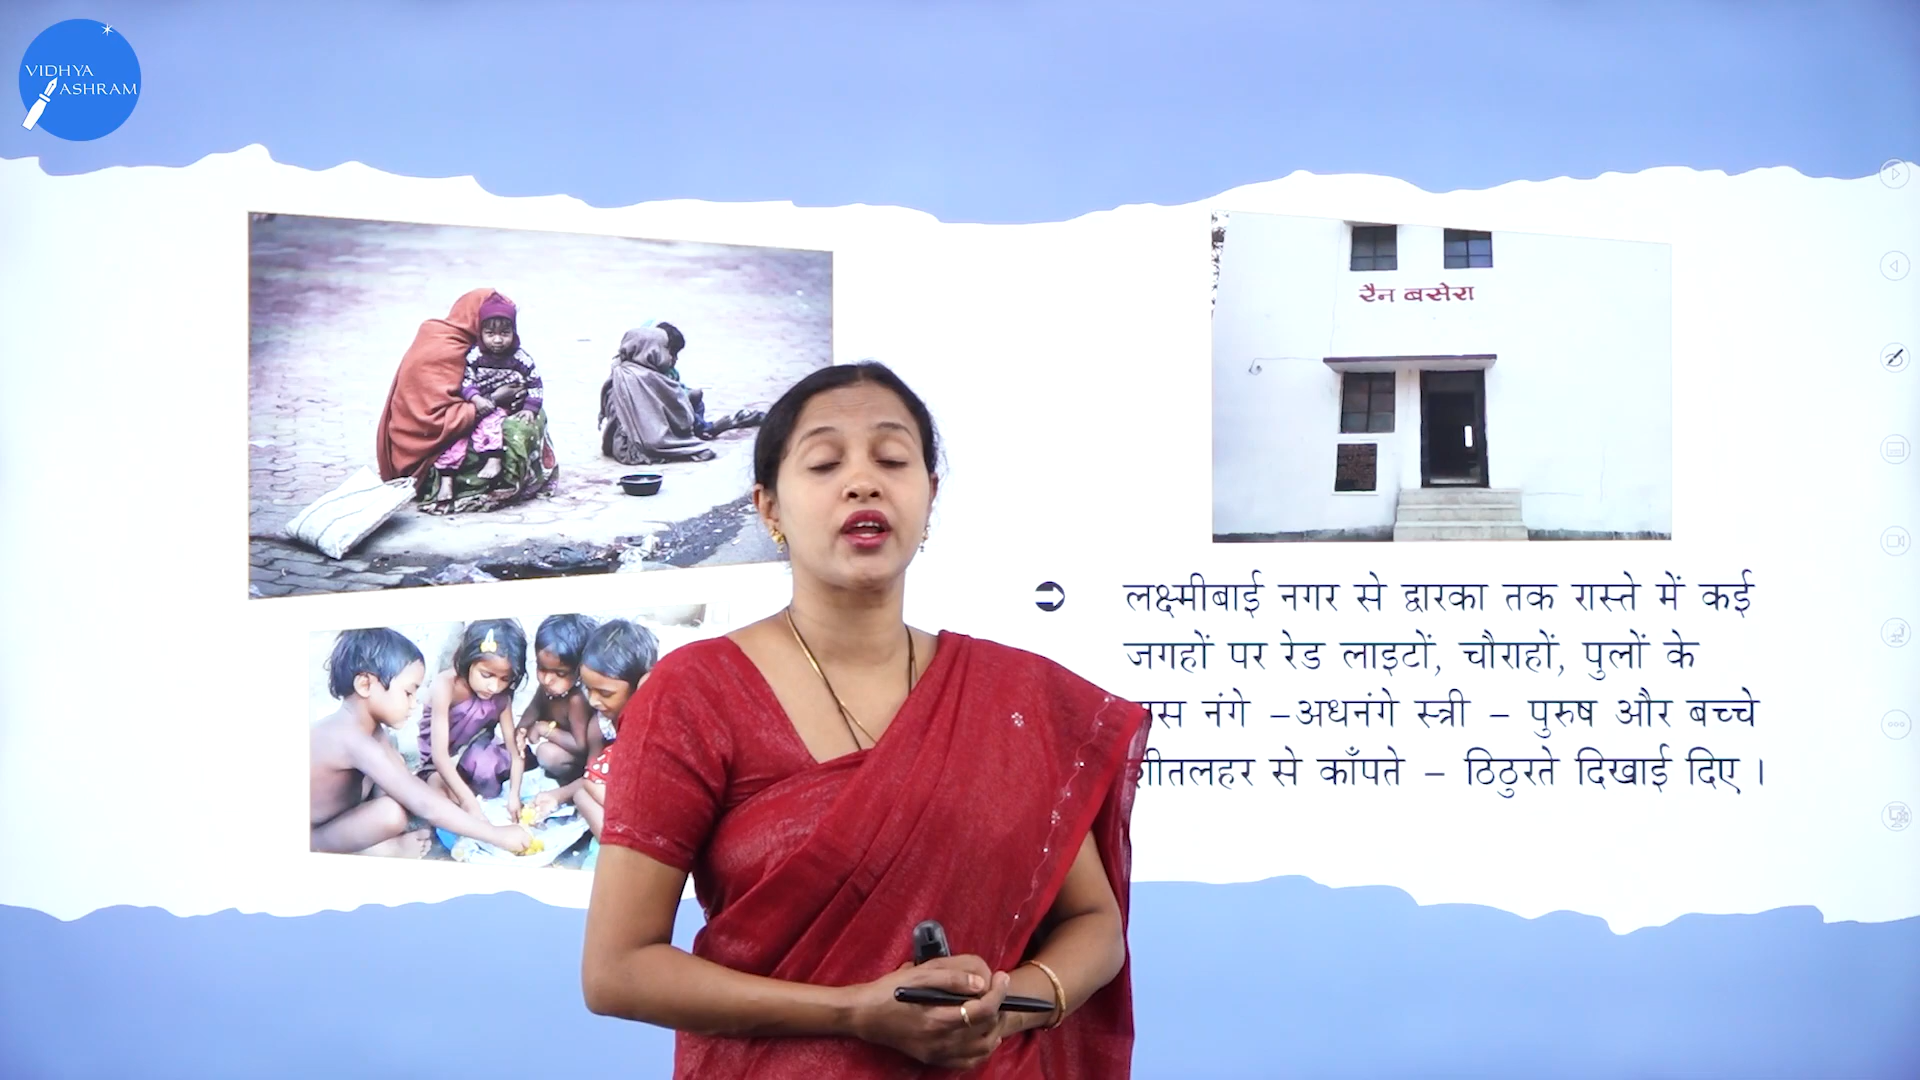 VIDHYA
ASHRAM
रैन बसेरा
लक्ष्मीबाई नगर से द्वारका तक रास्ते में कई
जगहों पर रेड लाइटों, चौराहों, पुलों के
नंगे –अधनंगे स्त्री – पुरुष और बच्चे
से काँपते – ठिठुरते दिखाई दिए ।